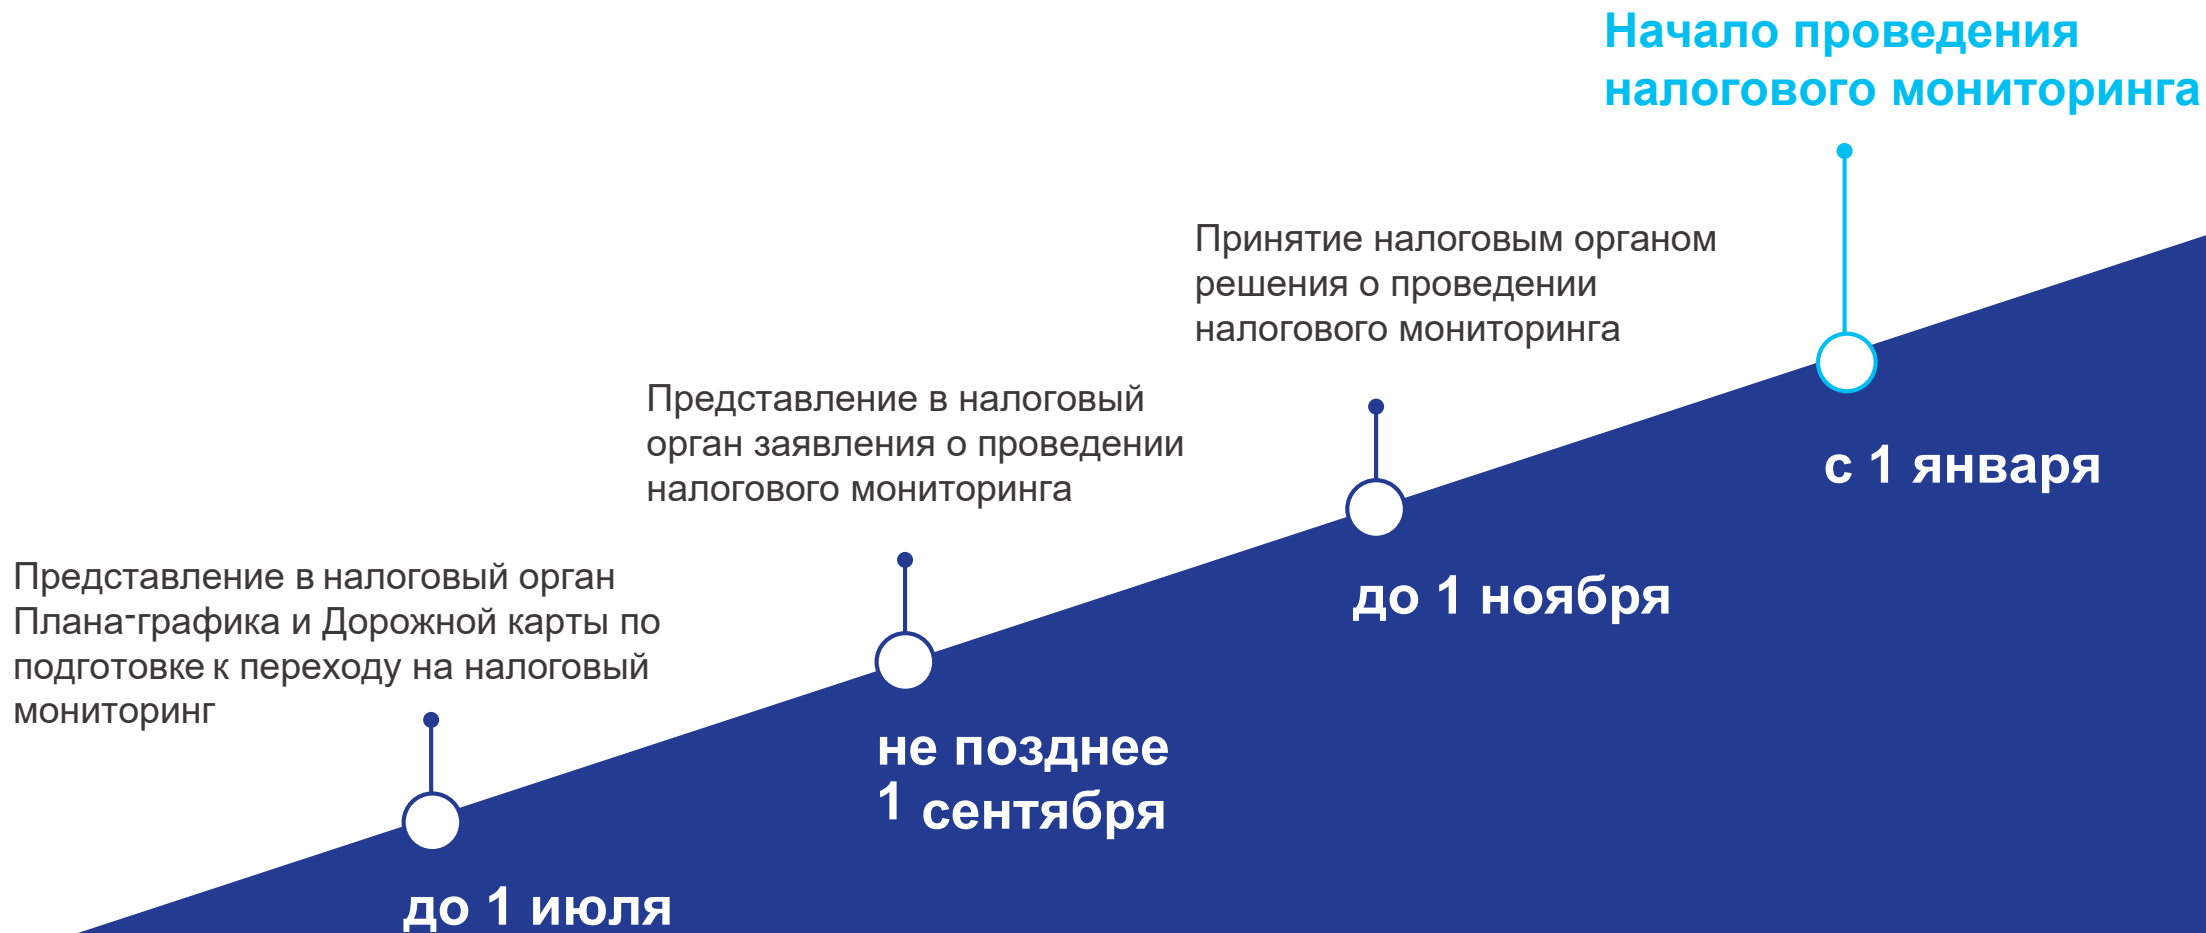 Начало проведения
налогового мониторинга
Принятие налоговым органом
решения о проведении
налогового мониторинга
с 1 января
Представление в налоговый
орган заявления о проведении
налогового мониторинга
до 1 ноября
Представление в налоговый орган
Плана-графика и Дорожной карты по
подготовке к переходу на налоговый
мониторинг
не позднее
1 сентября
до 1 июля